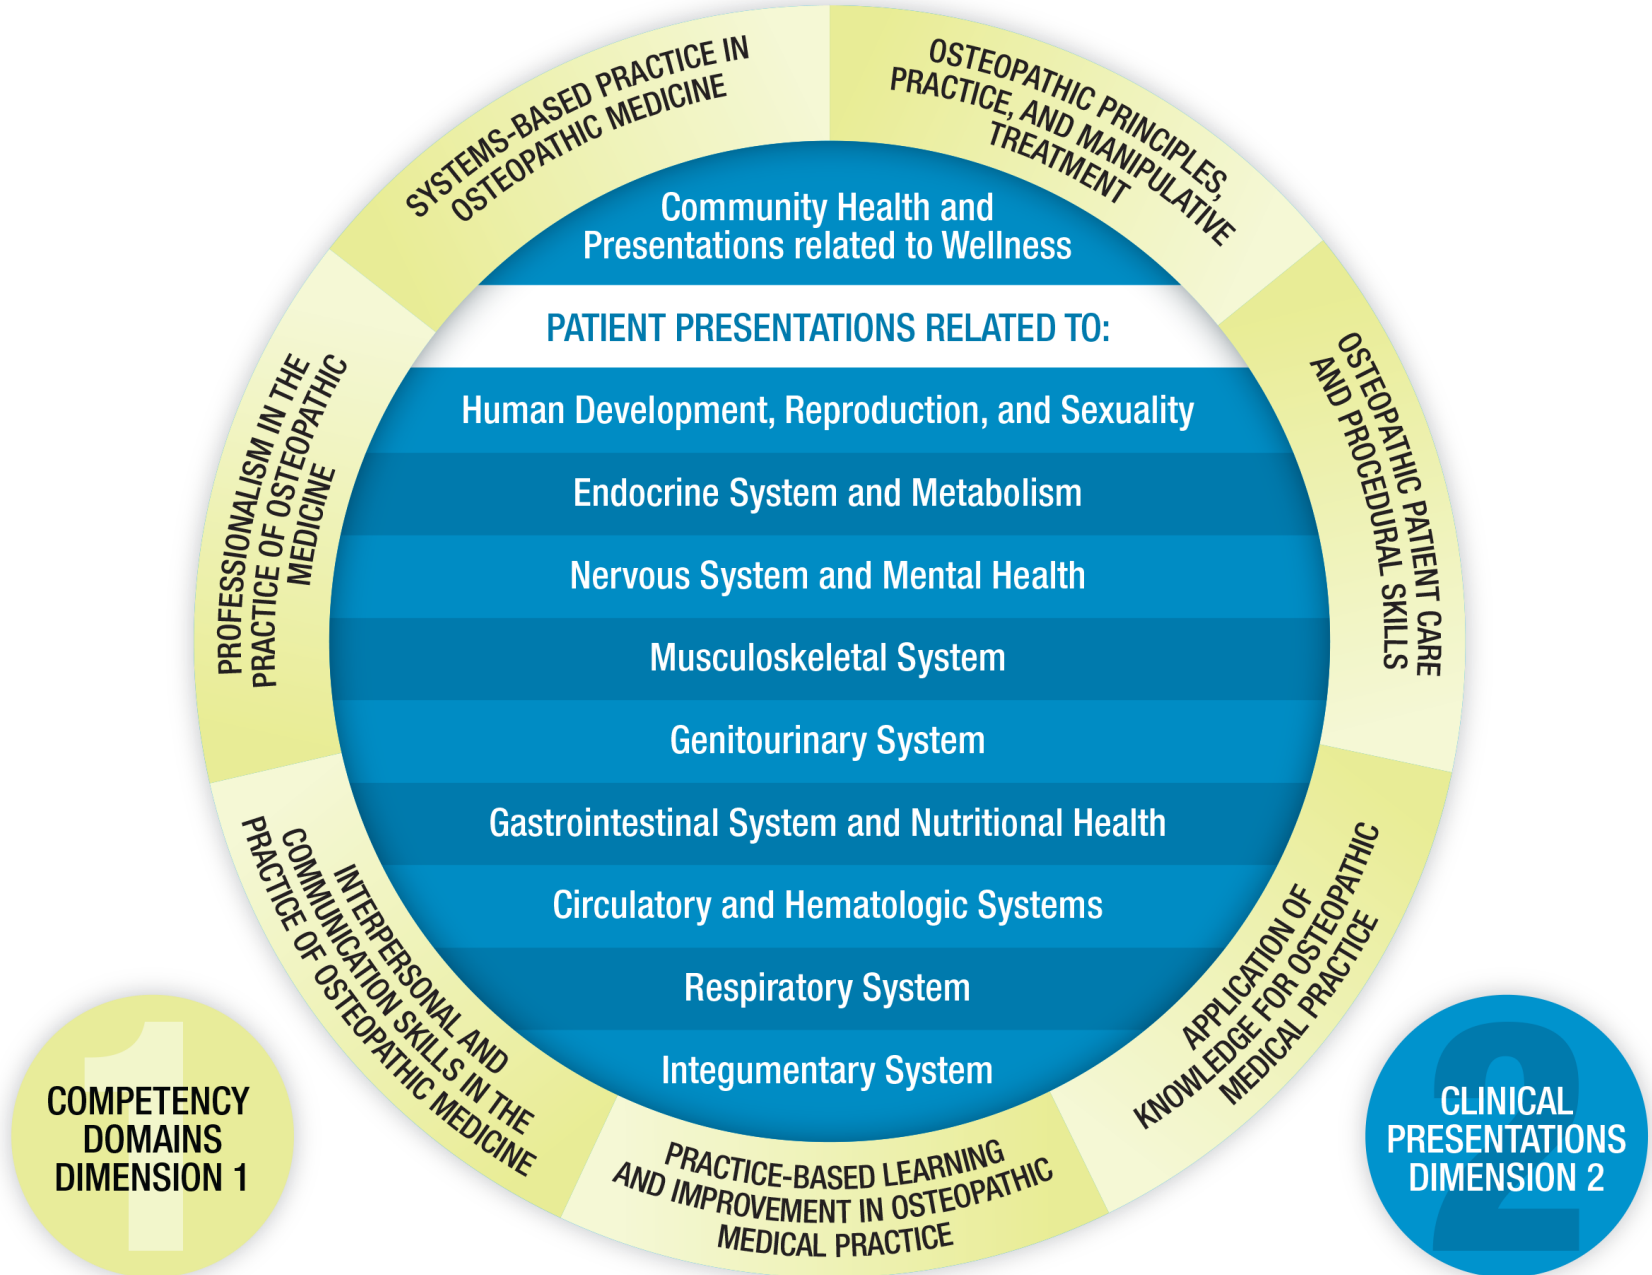 SYSTEMS-BASED PRACTICE IN
OSTEOPATHIC MEDICINE
OSTEOPATHIC PRINCIPLES,
PRACTICE, AND MANIPULATIVE
TREATMENT
OSTEOPATHIC PATIENT CARE
AND PROCEDURAL SKILLS
APPLICATION OF
KNOWLEDGE FOR OSTEOPATHIC
MEDICAL PRACTICE
PRACTICE-BASED LEARNING
AND IMPROVEMENT IN OSTEOPATHIC
MEDICAL PRACTICE
INTERPERSONAL AND
COMMUNICATION SKILLS IN THE
PRACTICE OF OSTEOPATHIC MEDICINE
PROFESSIONALISM IN THE
PRACTICE OF OSTEOPATHIC
MEDICINE
Community Health and
Presentations related to Wellness
PATIENT PRESENTATIONS RELATED TO:
Human Development, Reproduction, and Sexuality
Endocrine System and Metabolism
Nervous System and Mental Health
Musculoskeletal System
Genitourinary System
Gastrointestinal System and Nutritional Health
Circulatory and Hematologic Systems
Respiratory System
Integumentary System
1
COMPETENCY
DOMAINS
DIMENSION 1
2
CLINICAL
PRESENTATIONS
DIMENSION 2